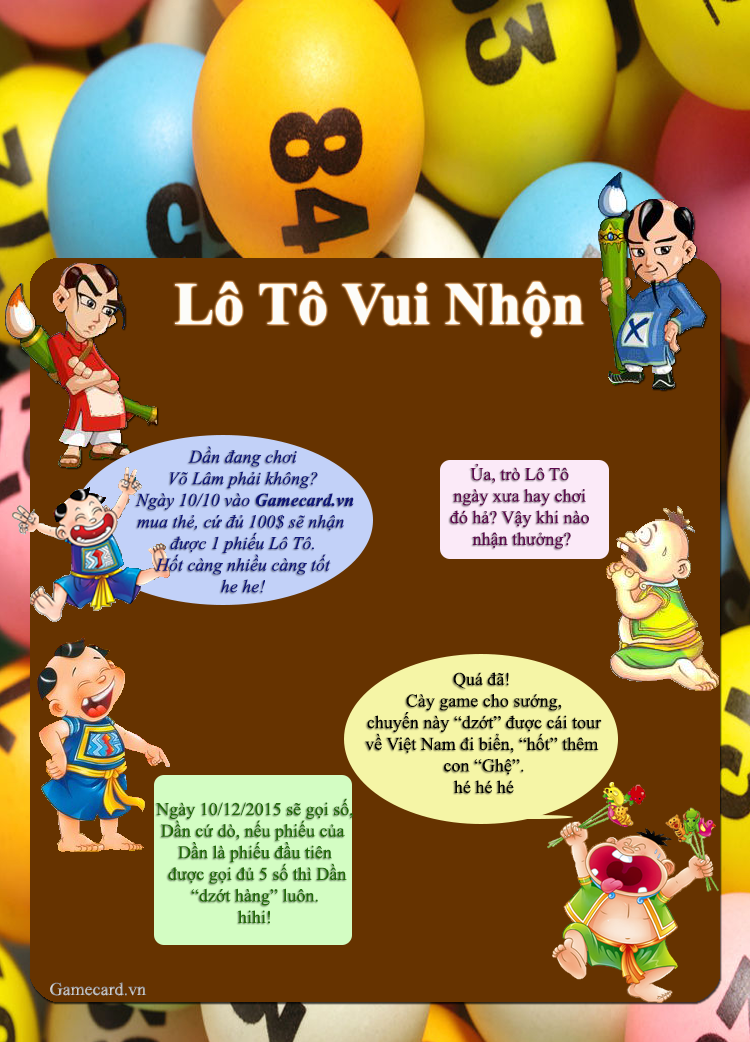 33
84
Lô Tô Vui Nhộn
X
Dần đang chơi
Võ Lâm phải không?
Ngày 10/10 vào Gamecard.vn
mua thẻ, cứ đủ 100$ sẽ nhận
được 1 phiếu Lô Tô.
Hốt càng nhiều càng tốt
he he!
Ủa, trò Lô Tô
ngày xưa hay chơi
đó hả? Vậy khi nào
nhận thưởng?
Quá đã!
Cày game cho sướng,
chuyến này “dzớt” được cái tour
về Việt Nam đi biển, “hốt” thêm
con “Ghệ”.
hé hé hé
Ngày 10/12/2015 sẽ gọi số,
Dần cứ dò, nếu phiếu của
Dần là phiếu đầu tiên
được gọi đủ 5 số thì Dần
“dzớt hàng” luôn.
hihi!
Gamecard.vn